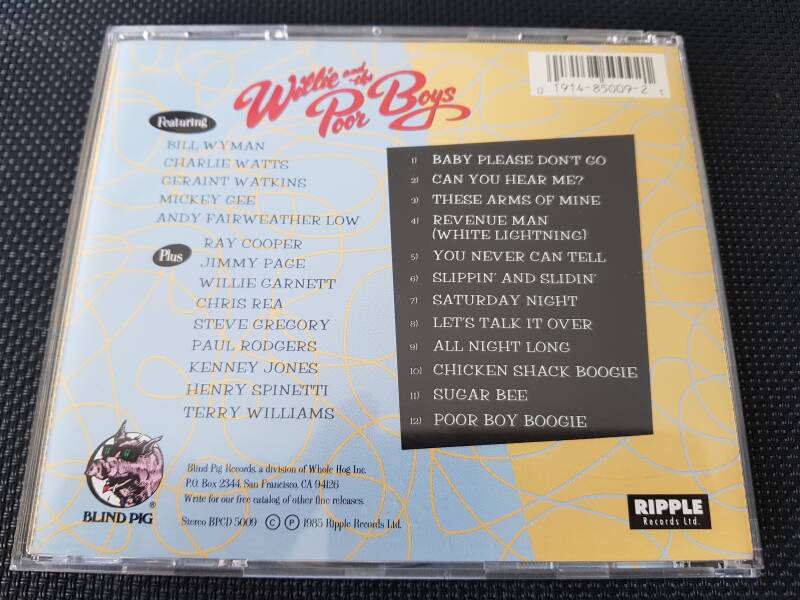 Willie and the
Poor Boys
0 1914-85009-2 1
Featuring
BILL WYMAN
CHARLIE WATTS
GERAINT WATKINS
MICKEY GEE
ANDY FAIRWEATHER LOW
Plus
RAY COOPER
JIMMY PAGE
WILLIE GARNETT
CHRIS REA
STEVE GREGORY
PAUL RODGERS
KENNEY JONES
HENRY SPINETTI
TERRY WILLIAMS
1) BABY PLEASE DON'T GO
2) CAN YOU HEAR ME?
3) THESE ARMS OF MINE
4) REVENUE MAN
(WHITE LIGHTNING)
5) YOU NEVER CAN TELL
6) SLIPPIN' AND SLIDIN'
7) SATURDAY NIGHT
8) LET'S TALK IT OVER
9) ALL NIGHT LONG
10) CHICKEN SHACK BOOGIE
11) SUGAR BEE
12) POOR BOY BOOGIE
BLIND PIG ®
Blind Pig Records, a division of Whole Hog Inc.
P.O. Box 2344, San Francisco, CA 94126
Write for our free catalog of other fine releases.
Stereo BPCD 5009 © ℗ 1985 Ripple Records Ltd.
RIPPLE
Records Ltd.